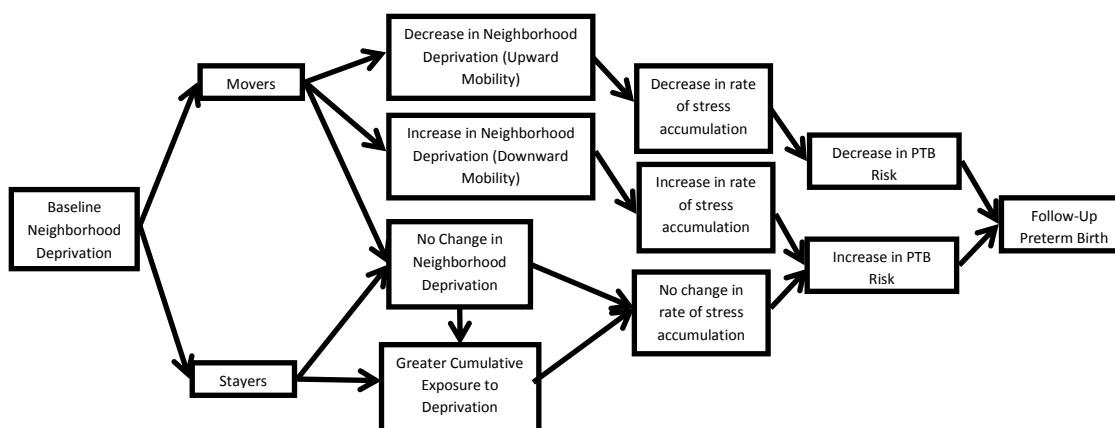 Baseline
Neighborhood
Deprivation
Movers
Stayers
Decrease in Neighborhood
Deprivation (Upward
Mobility)
Increase in Neighborhood
Deprivation (Downward
Mobility)
No Change in
Neighborhood
Deprivation
Greater Cumulative
Exposure to
Deprivation
Decrease in rate
of stress
accumulation
Increase in rate
of stress
accumulation
No change in
rate of stress
accumulation
Decrease in PTB
Risk
Increase in PTB
Risk
Follow-Up
Preterm Birth